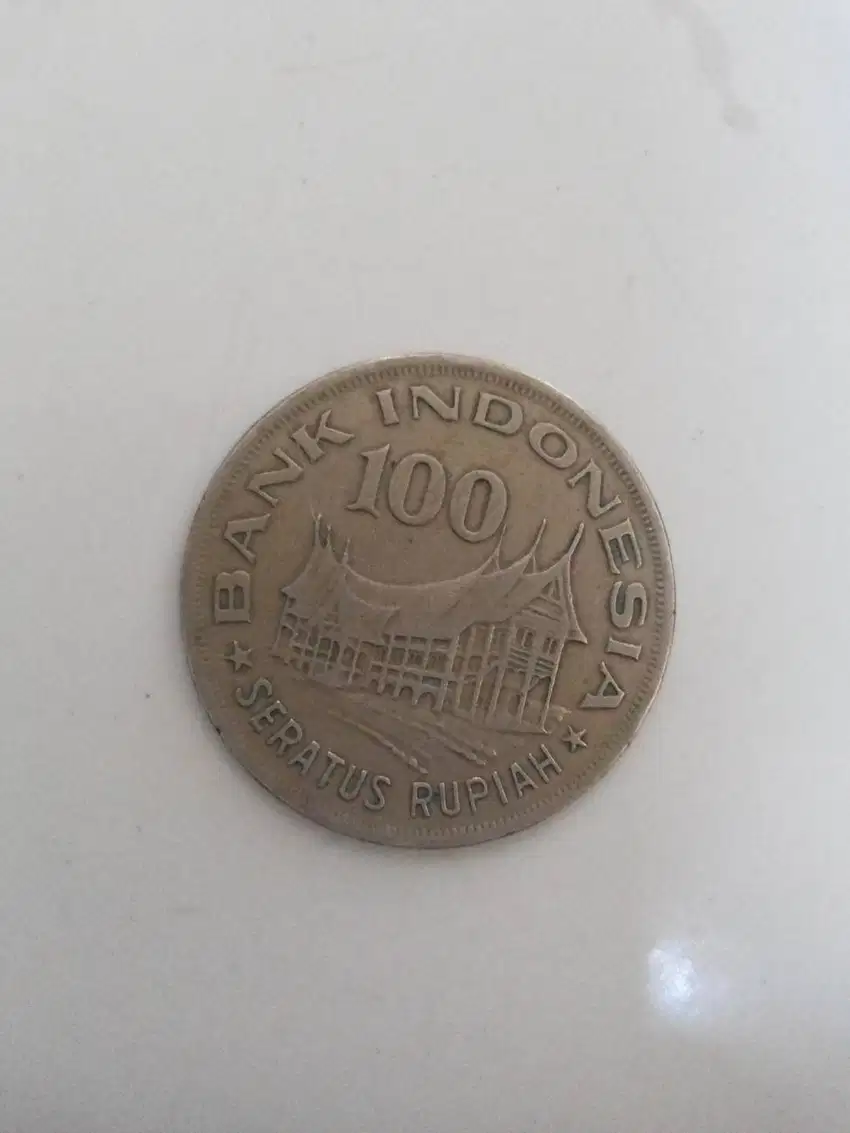 BANK INDONESIA
100
★ SERATUS RUPIAH ★